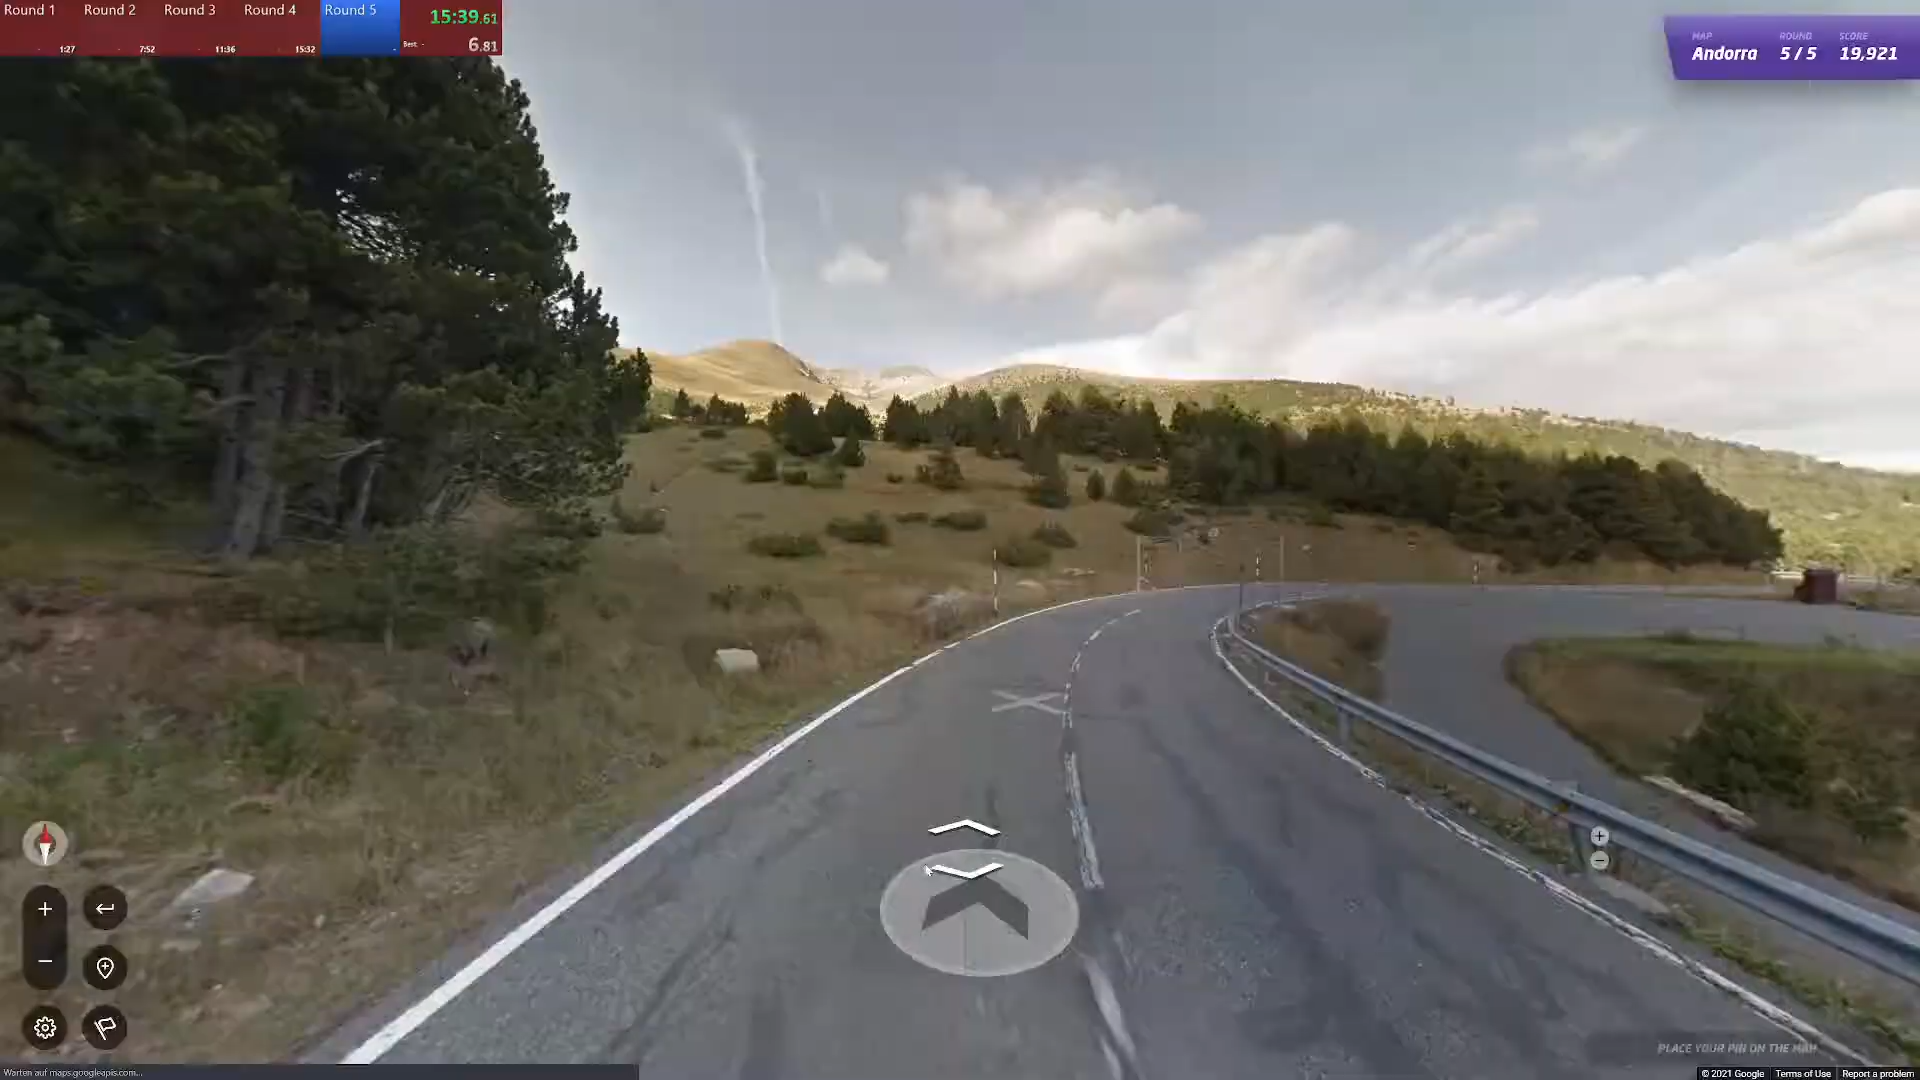 Round 1 Round 2 Round 3 Round 4 Round 5
1:27 7:52 11:36 15:32 -
15:39.61
Best: -
6.81
MAP ROUND SCORE
Andorra 5 / 5 19,921
PLACE YOUR PIN ON THE MAP
Warten auf maps.googleapis.com...
© 2021 Google Terms of Use Report a problem